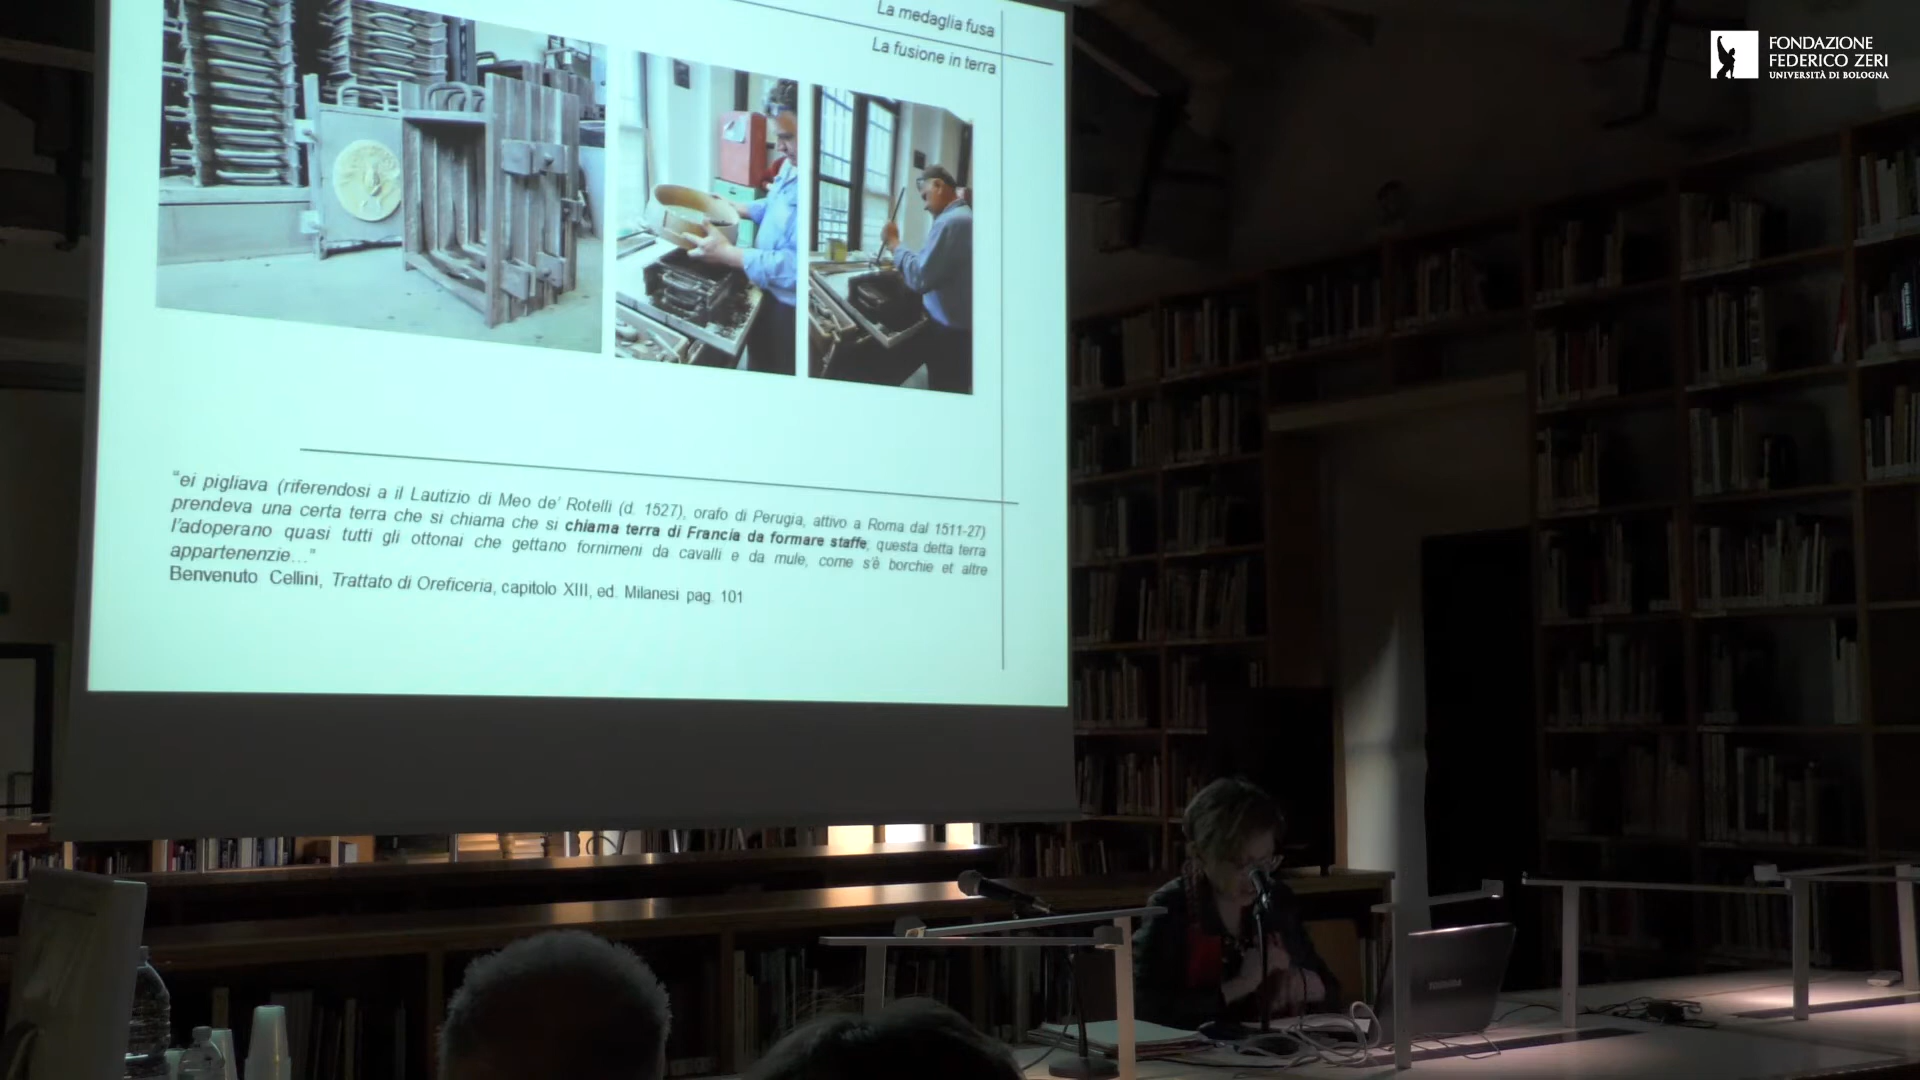 La medaglia fusa
La fusione in terra
FONDAZIONE
FEDERICO ZERI
UNIVERSITÀ DI BOLOGNA
“ei pigliava (riferendosi a il Lautizio di Meo de’ Rotelli (d. 1527), orafo di Perugia, attivo a Roma dal 1511-27)
prendeva una certa terra che si chiama che si chiama terra di Francia da formare staffe; questa detta terra
l’adoperano quasi tutti gli ottonai che gettano fornimeni da cavalli e da mule, come s’è borchie et altre
appartenenzie…”
Benvenuto Cellini, Trattato di Oreficeria, capitolo XIII, ed. Milanesi pag. 101
TOSHIBA